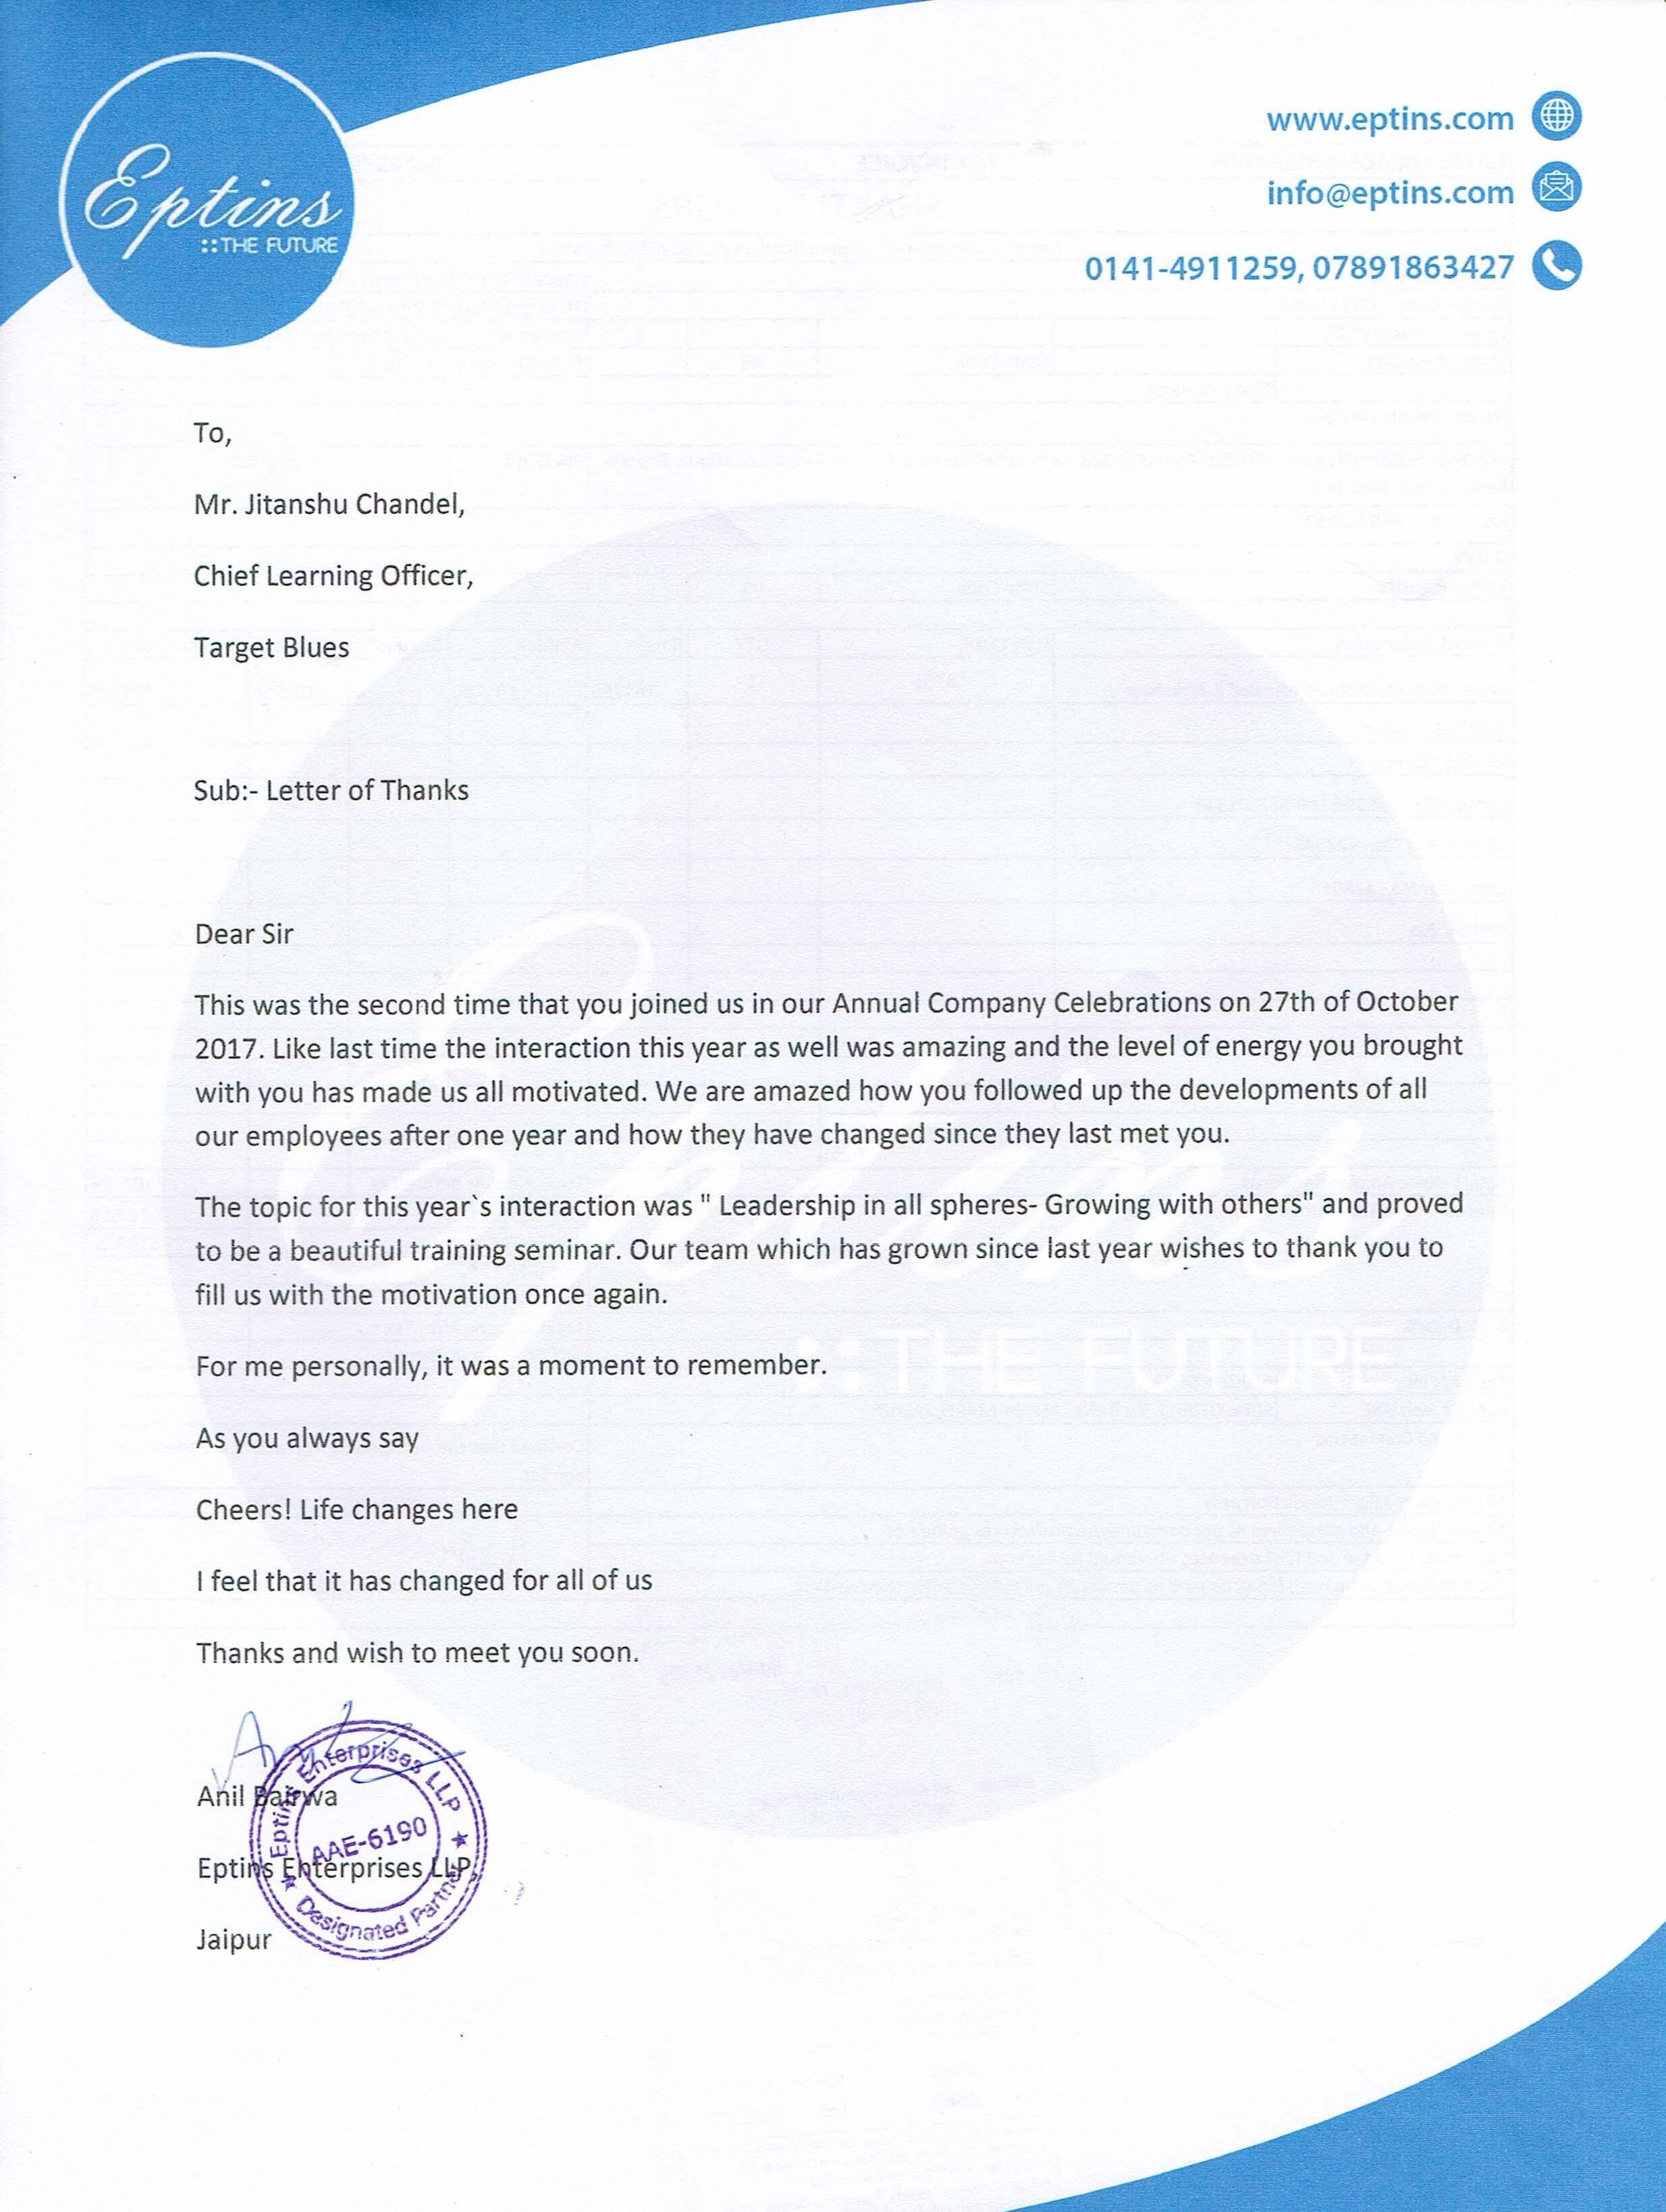 Eptins
::THE FUTURE
www.eptins.com
info@eptins.com
0141-4911259, 07891863427
To,
Mr. Jitanshu Chandel,
Chief Learning Officer,
Target Blues
Sub:- Letter of Thanks
Dear Sir
This was the second time that you joined us in our Annual Company Celebrations on 27th of October
2017. Like last time the interaction this year as well was amazing and the level of energy you brought
with you has made us all motivated. We are amazed how you followed up the developments of all
our employees after one year and how they have changed since they last met you.
The topic for this year`s interaction was " Leadership in all spheres- Growing with others" and proved
to be a beautiful training seminar. Our team which has grown since last year wishes to thank you to
fill us with the motivation once again.
For me personally, it was a moment to remember.
As you always say
Cheers! Life changes here
I feel that it has changed for all of us
Thanks and wish to meet you soon.
Anil Bairwa
Eptins Enterprises LLP
Jaipur
Eptins Enterprises LLP
AAE-6190
★ Designated Partner ★
Eptins
::THE FUTURE